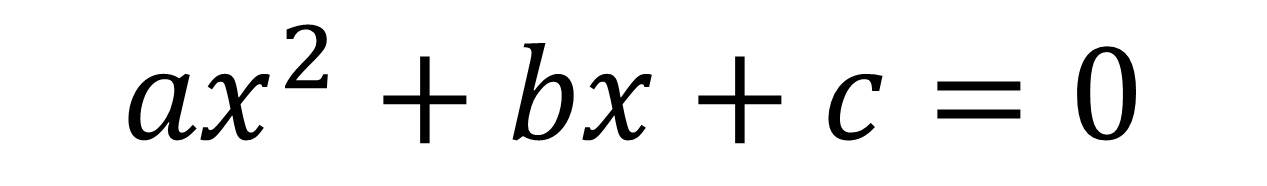 ax² + bx + c = 0